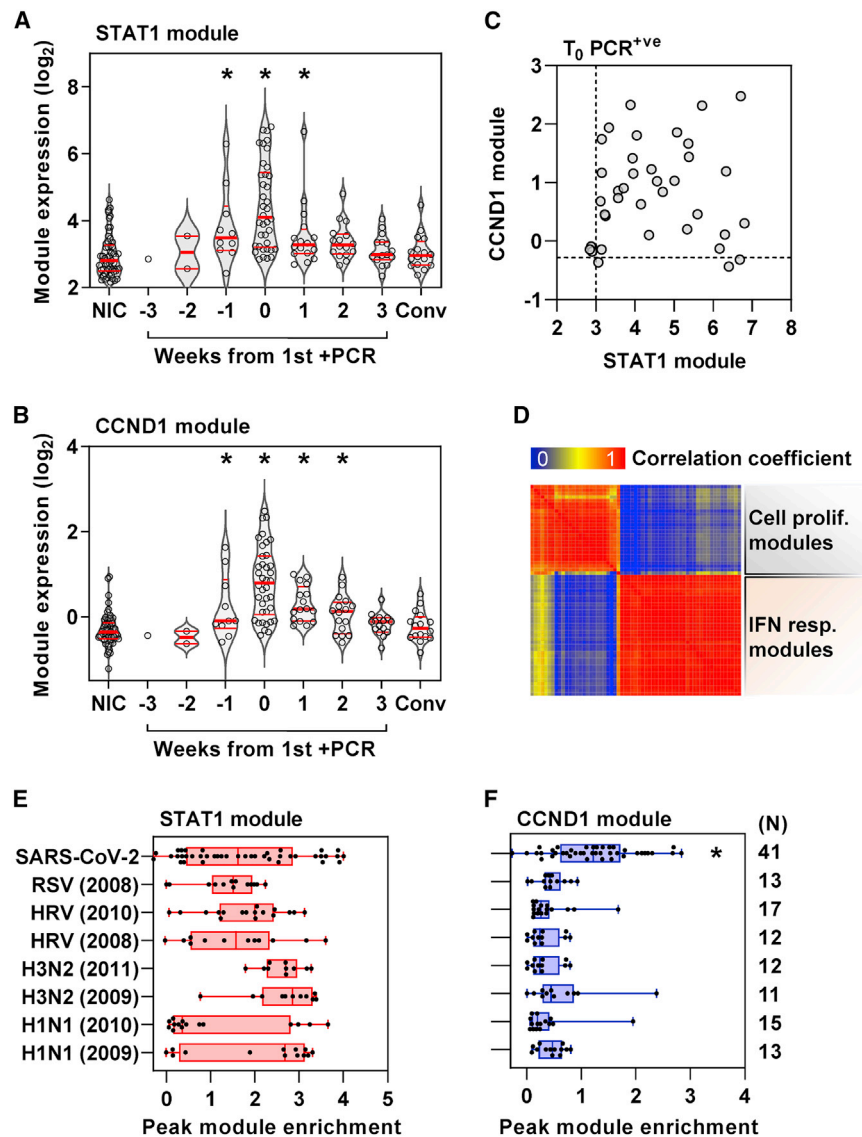 A
STAT1 module
Module expression (log2)
8
6
4
2
* * *
NIC -3 -2 -1 0 1 2 3 Conv
Weeks from 1st +PCR
B
CCND1 module
Module expression (log2)
4
0
* * * *
NIC -3 -2 -1 0 1 2 3 Conv
Weeks from 1st +PCR
C
T0 PCR+ve
CCND1 module
3
2
1
0
-1
2 3 4 5 6 7 8
STAT1 module
D
0 1 Correlation coefficient
Cell prolif.
modules
IFN resp.
modules
E
STAT1 module
SARS-CoV-2
RSV (2008)
HRV (2010)
HRV (2008)
H3N2 (2011)
H3N2 (2009)
H1N1 (2010)
H1N1 (2009)
0 1 2 3 4 5
Peak module enrichment
F
CCND1 module
(N)
* 41
13
17
12
12
11
15
13
0 1 2 3 4
Peak module enrichment